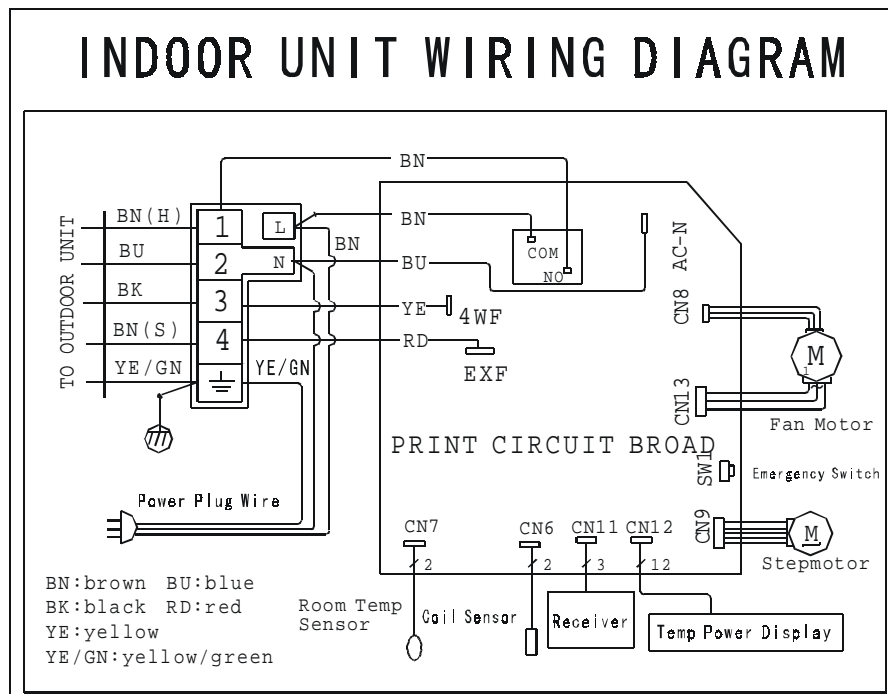 INDOOR UNIT WIRING DIAGRAM
BN
BN(H)
1
L
BN
BN
COM
NO
AC-N
TO OUTDOOR UNIT
BU
2
N
BU
BK
3
YE
4WF
CN8
BN(S)
4
RD
EXF
M
1
YE/GN
YE/GN
CN13
Fan Motor
PRINT CIRCUIT BROAD
SW1
Emergency Switch
Power Plug Wire
CN7
CN6
CN11
CN12
CN9
M
Stepmotor
2
2
3
12
BN:brown BU:blue
BK:black RD:red
YE:yellow
YE/GN:yellow/green
Room Temp
Sensor
Coil Sensor
Receiver
Temp Power Display